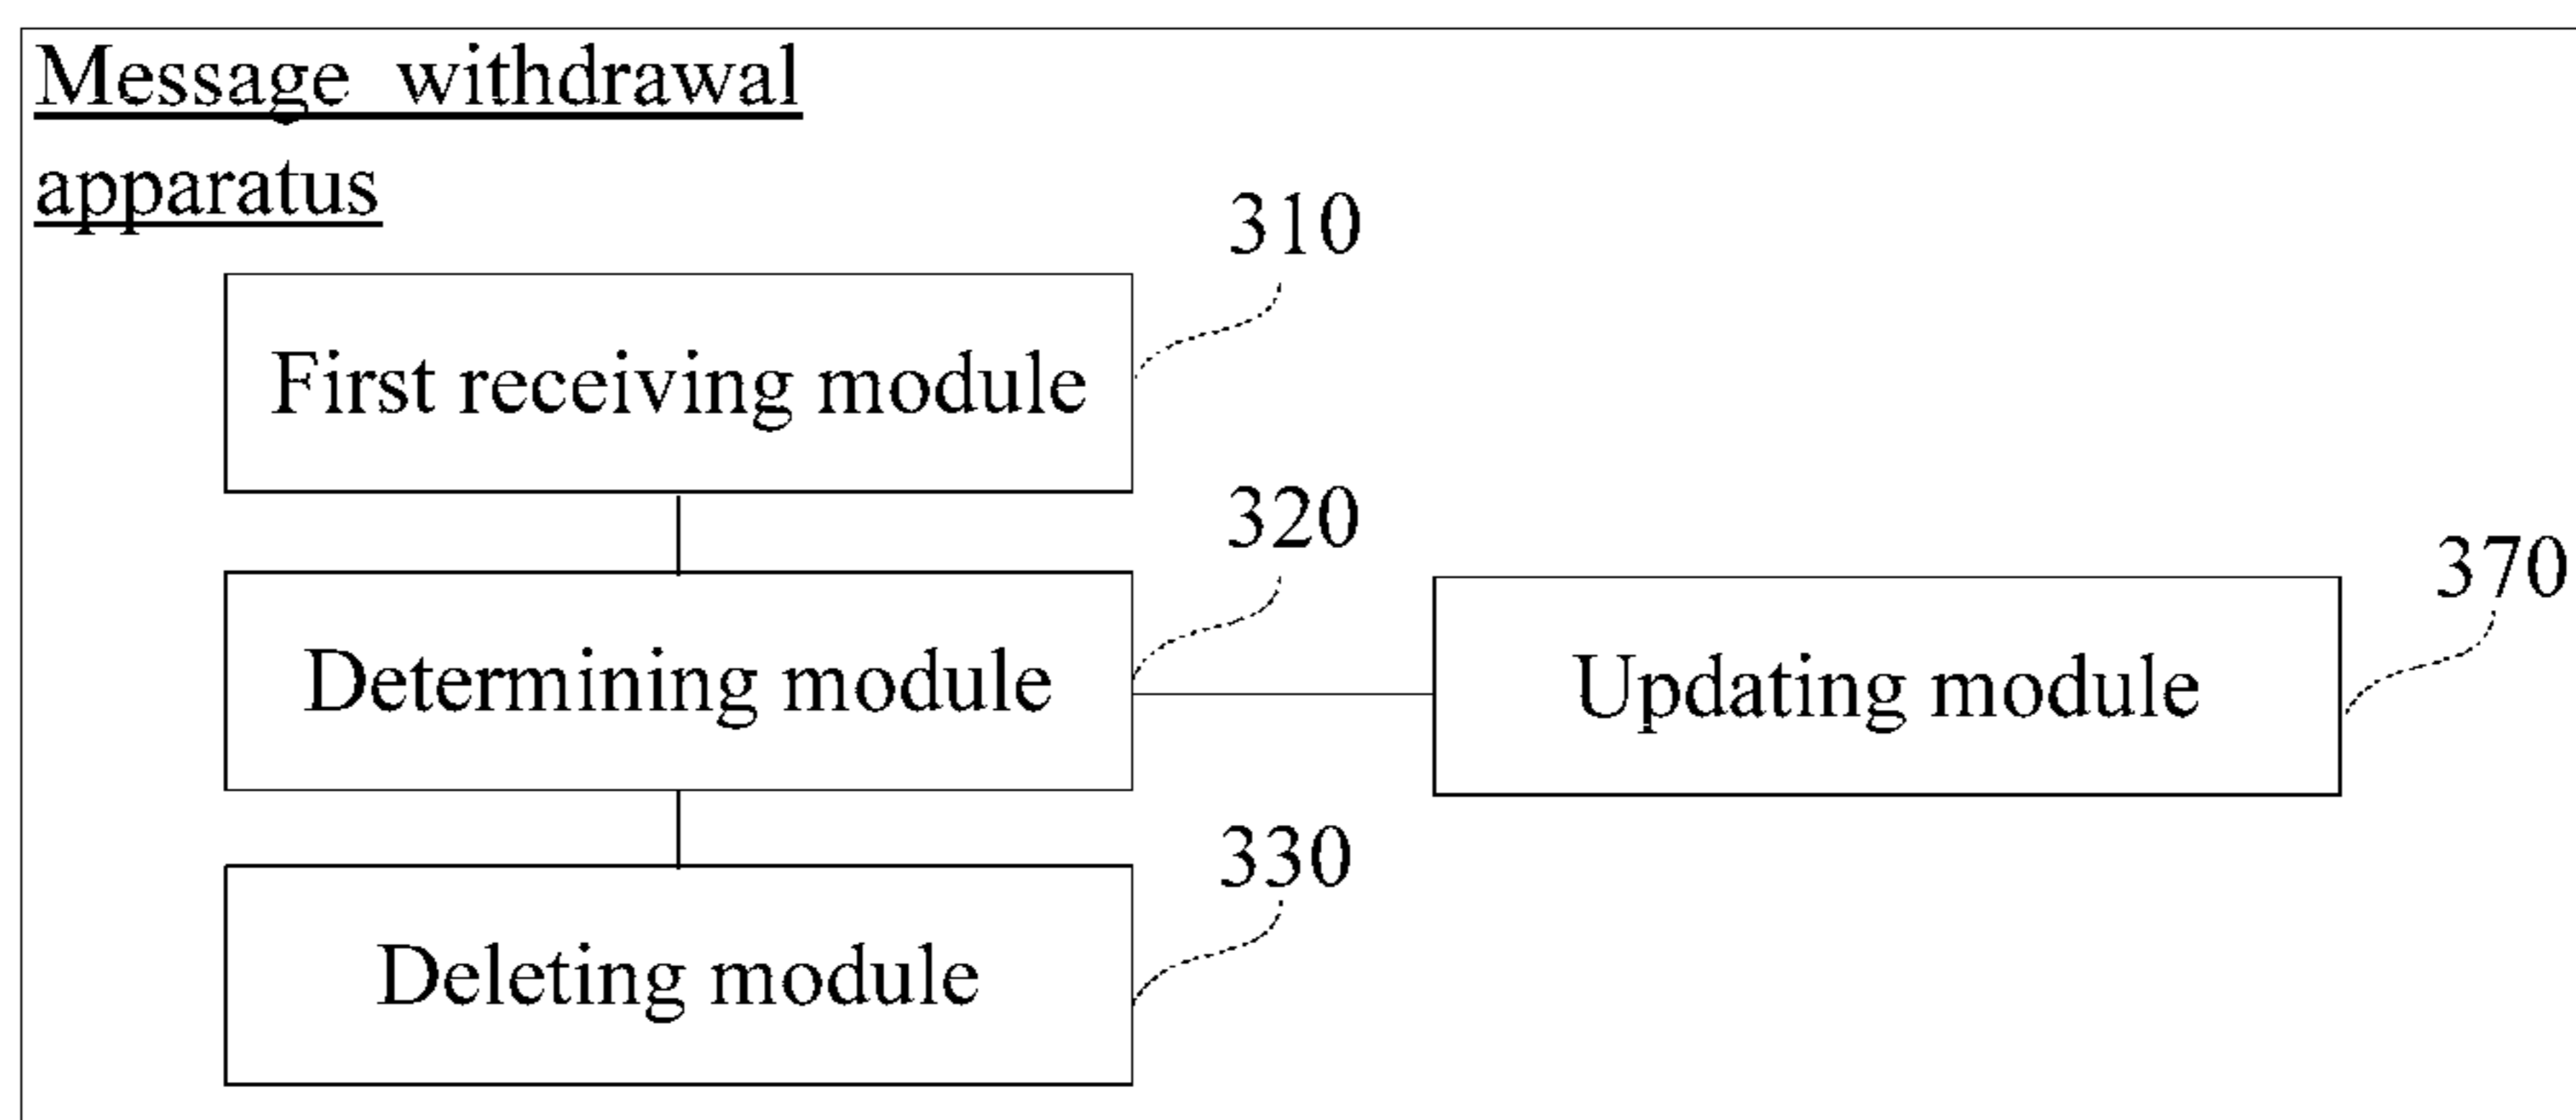 Message withdrawal
apparatus
310
First receiving module
320
Determining module
370
Updating module
330
Deleting module